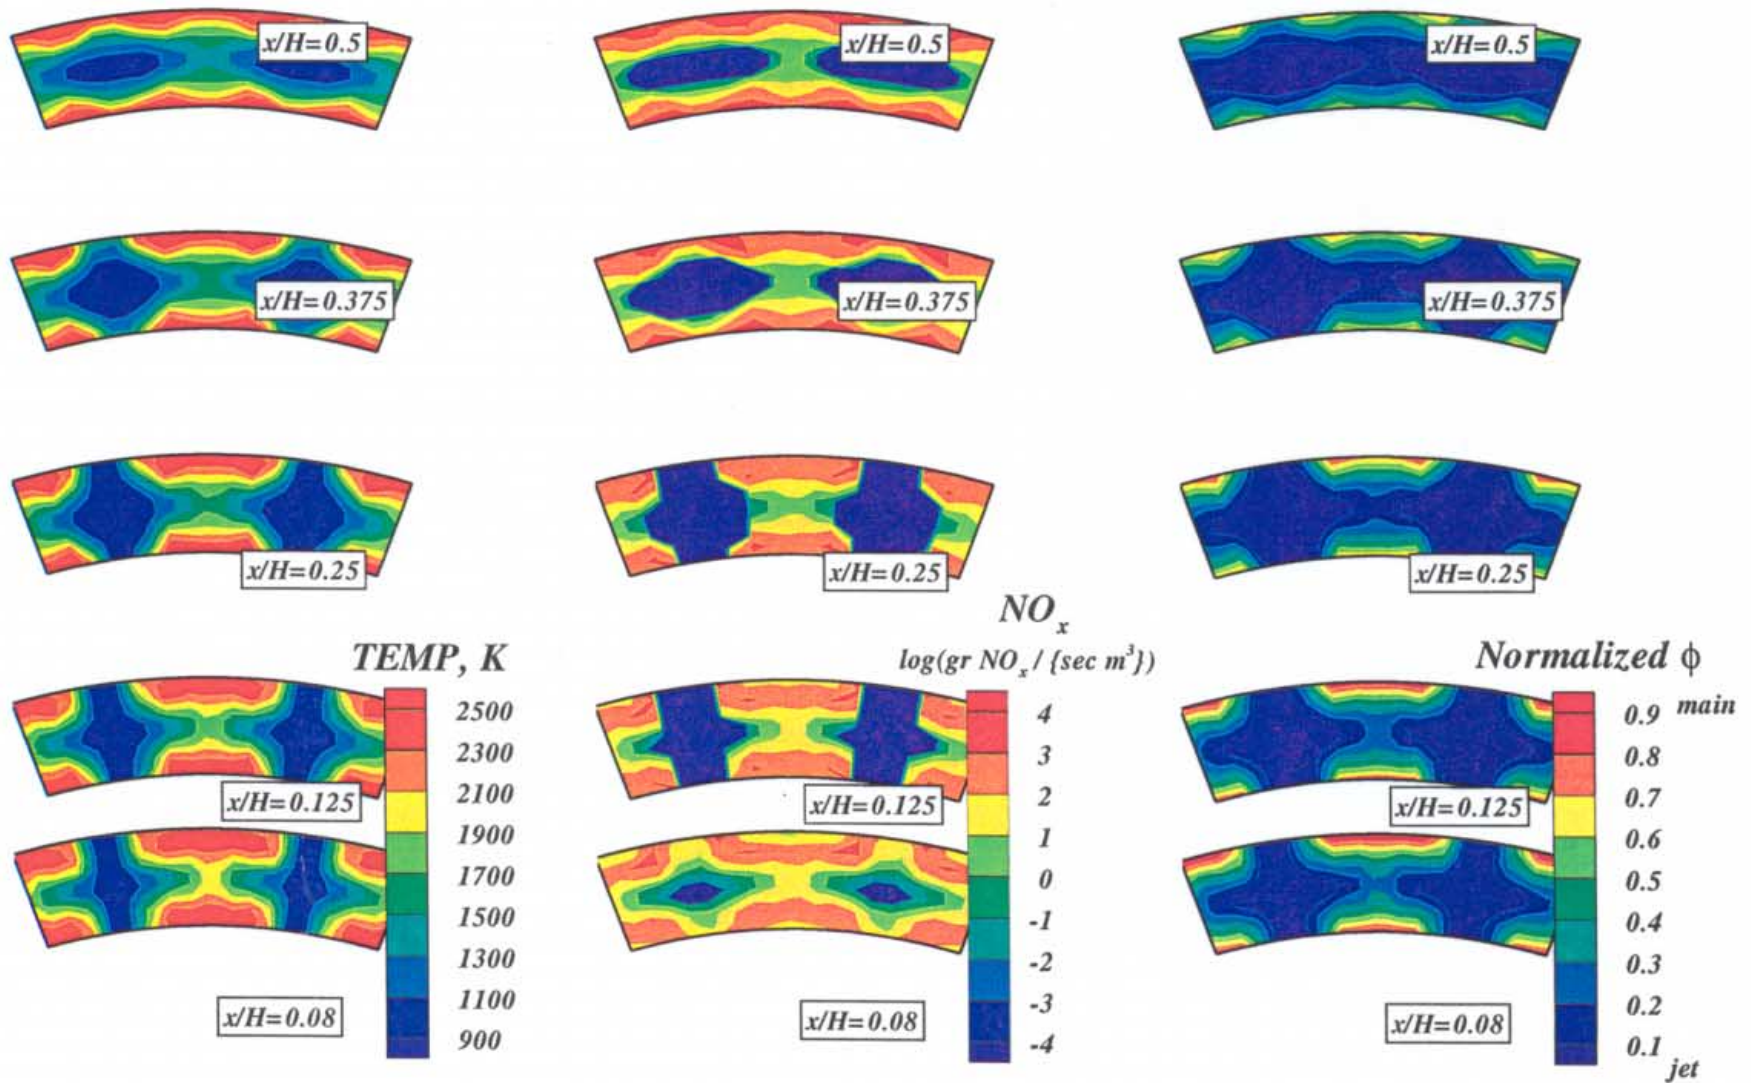 x/H=0.5
x/H=0.5
x/H=0.5
x/H=0.375
x/H=0.375
x/H=0.375
x/H=0.25
x/H=0.25
x/H=0.25
TEMP, K
2500
2300
2100
1900
1700
1500
1300
1100
900
x/H=0.125
x/H=0.08
NOₓ
log(gr NOₓ / {sec m³})
4
3
2
1
0
-1
-2
-3
-4
x/H=0.125
x/H=0.08
Normalized ϕ
0.9 main
0.8
0.7
0.6
0.5
0.4
0.3
0.2
0.1
jet
x/H=0.125
x/H=0.08